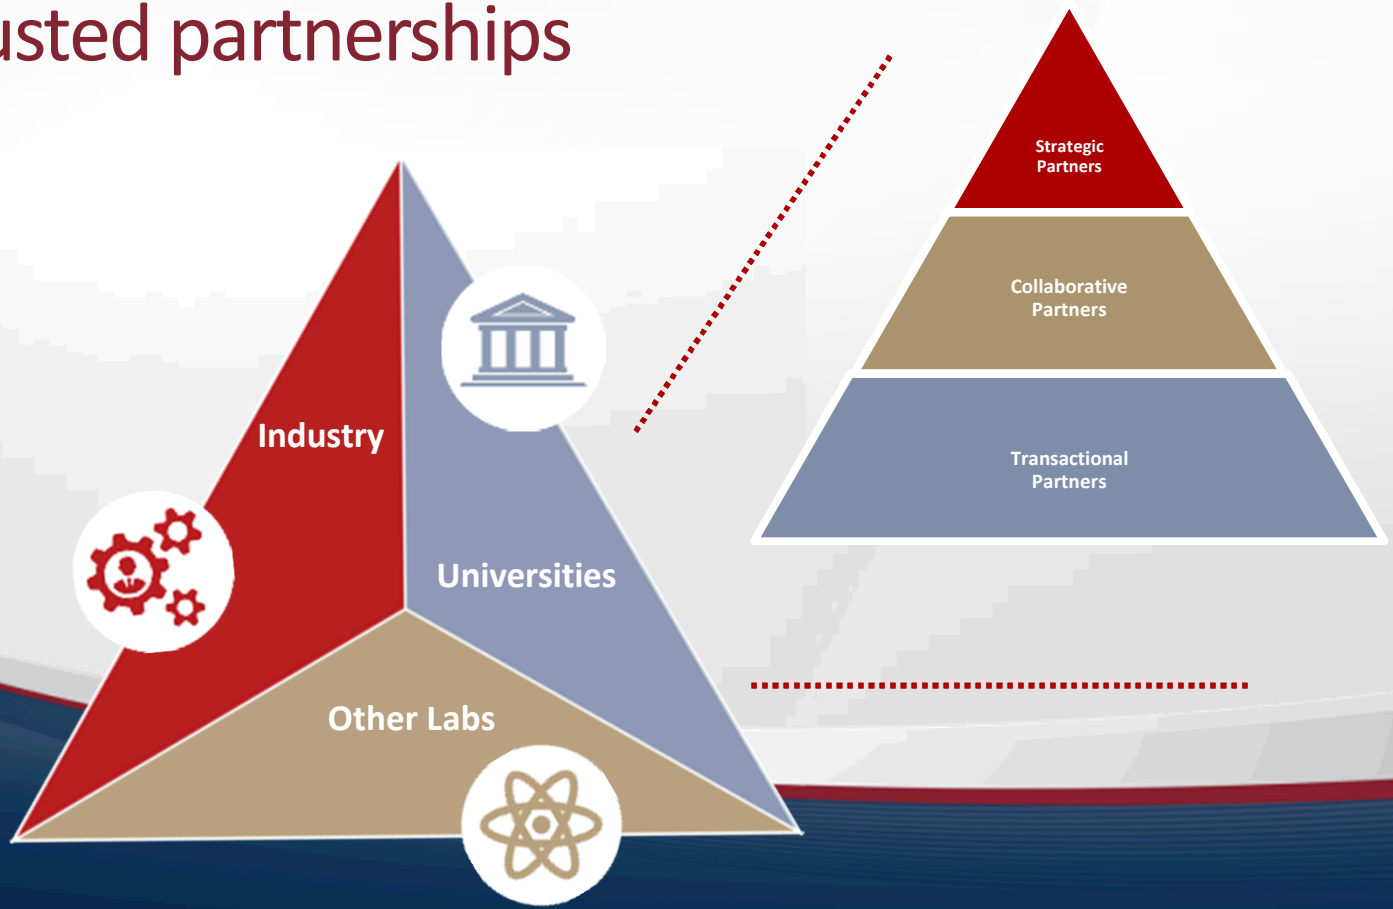 usted partnerships
Strategic
Partners
Collaborative
Partners
Transactional
Partners
Industry
Universities
Other Labs